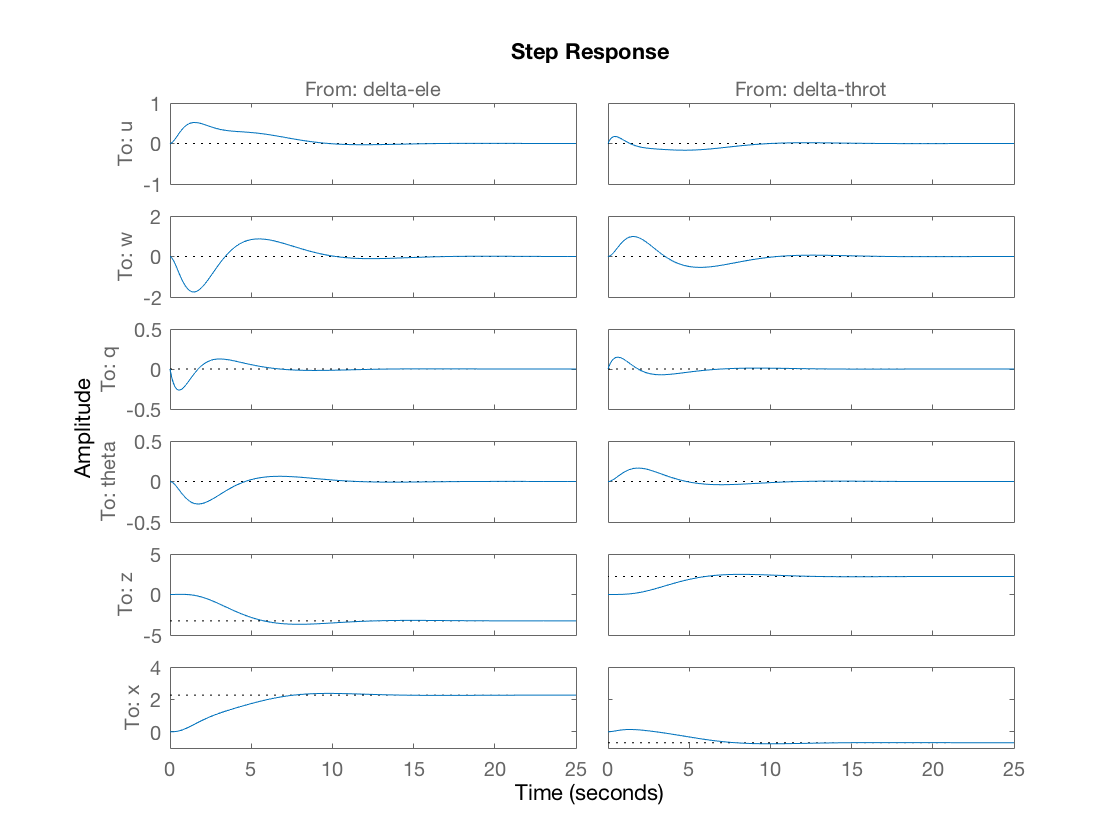 Step Response
From: delta-ele
From: delta-throt
Amplitude
To: u
1
0
-1
To: w
2
0
-2
To: q
0.5
0
-0.5
To: theta
0.5
0
-0.5
To: z
5
0
-5
To: x
4
2
0
0 5 10 15 20 25
0 5 10 15 20 25
Time (seconds)